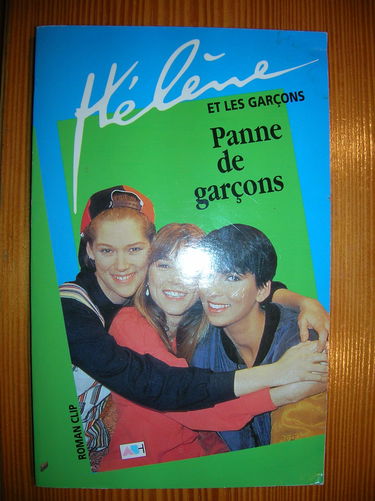 Hélène
ET LES GARÇONS
Panne
de
garçons
ROMAN CLIP